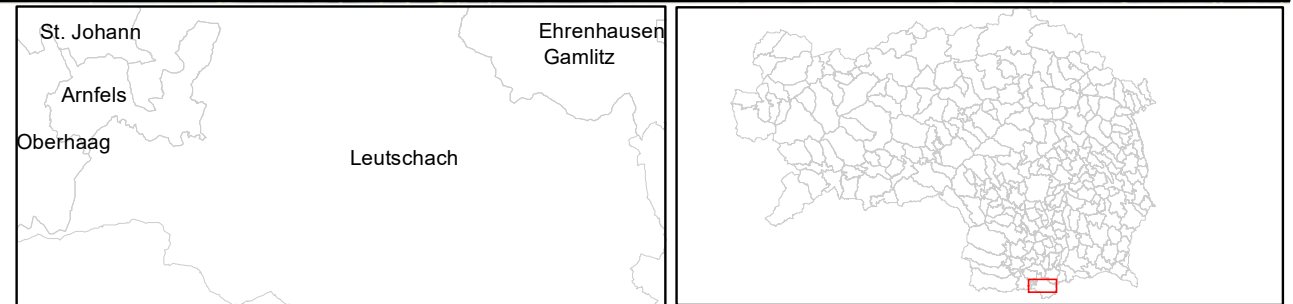 St. Johann
Ehrenhausen
Gamlitz
Arnfels
Oberhaag
Leutschach